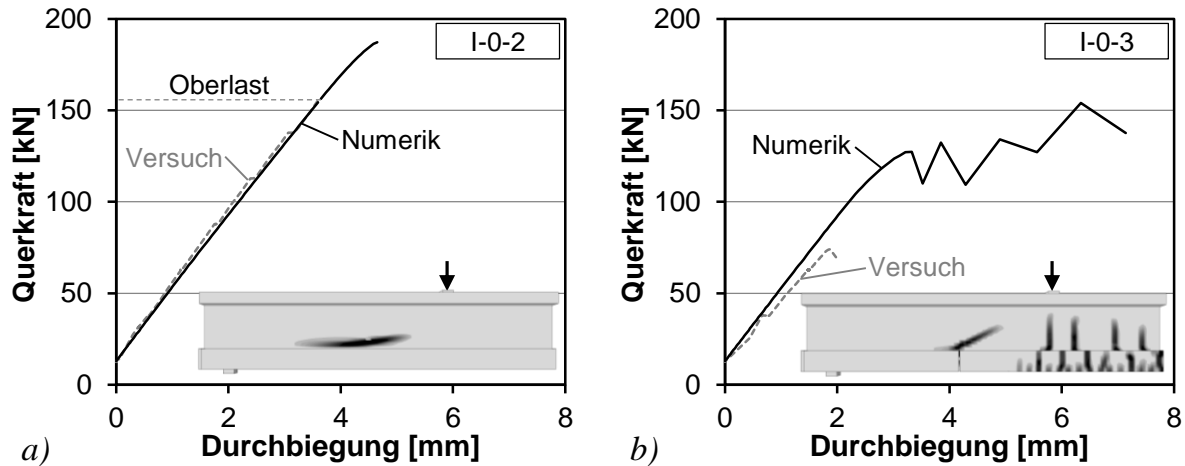 200
150
100
50
0
Querkraft [kN]
I-0-2
Oberlast
Versuch
Numerik
0 2 4 6 8
Durchbiegung [mm]
a)
200
150
100
50
0
Querkraft [kN]
I-0-3
Numerik
Versuch
0 2 4 6 8
Durchbiegung [mm]
b)